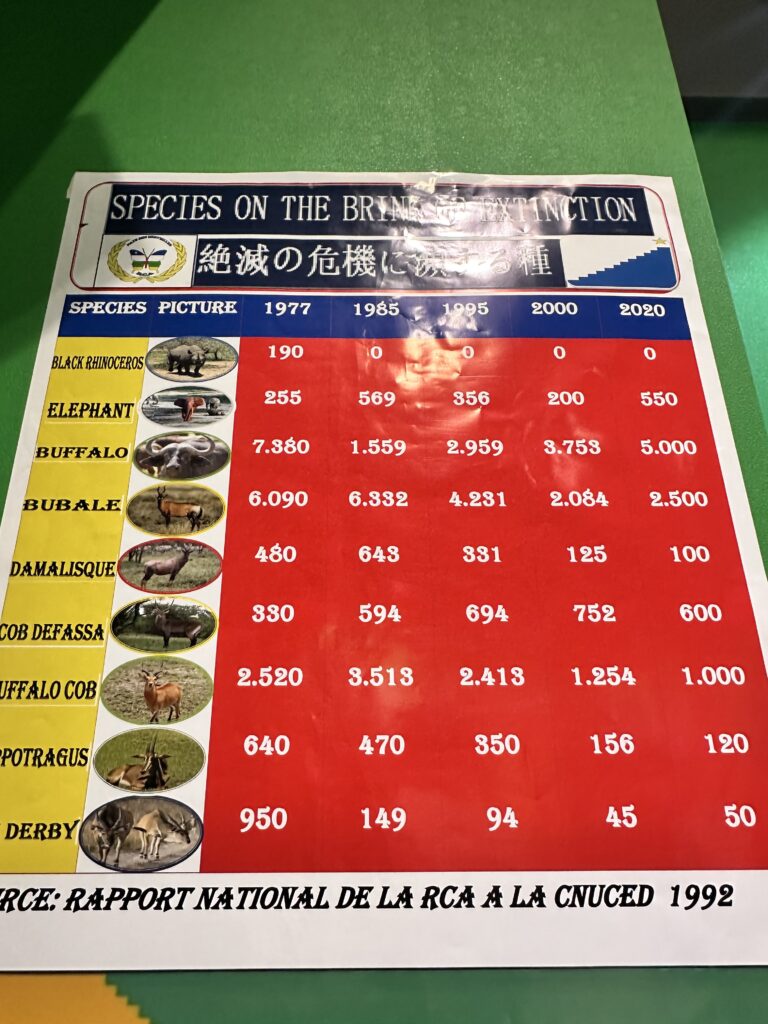 SPECIES ON THE BRINK OF EXTINCTION
絶滅の危機に瀕する種
SPECIES PICTURE 1977 1985 1995 2000 2020
BLACK RHINOCEROS 190 0 0 0 0
ELEPHANT 255 569 356 200 550
BUFFALO 7.380 1.559 2.959 3.753 5.000
BUBALE 6.090 6.332 4.231 2.084 2.500
DAMALISQUE 480 643 331 125 100
COB DEFASSA 330 594 694 752 600
UFFALO COB 2.520 3.513 2.413 1.254 1.000
PPOTRAGUS 640 470 350 156 120
DERBY 950 149 94 45 50
RCE: RAPPORT NATIONAL DE LA RCA A LA CNUCED 1992